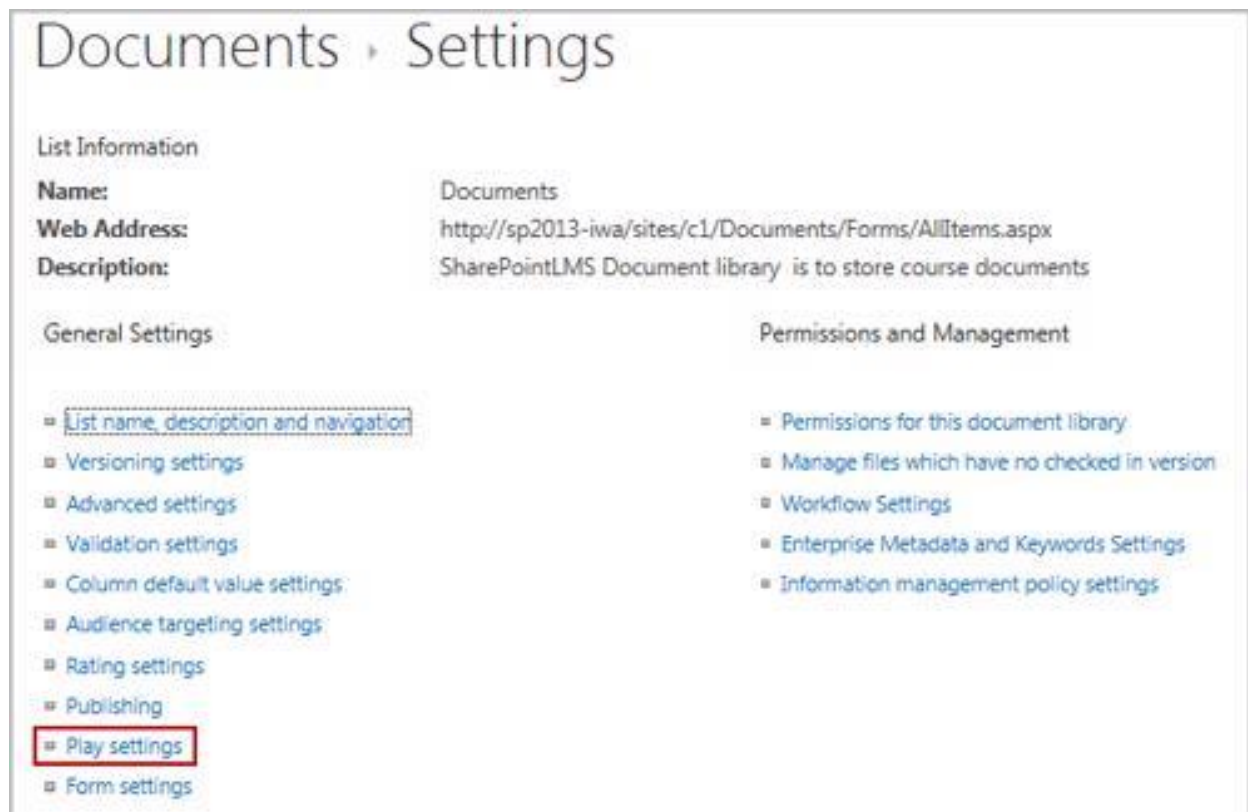 Documents ▸ Settings
List Information
Name: Documents
Web Address: http://sp2013-iwa/sites/c1/Documents/Forms/AllItems.aspx
Description: SharePointLMS Document library is to store course documents
General Settings Permissions and Management
List name, description and navigation Permissions for this document library
Versioning settings Manage files which have no checked in version
Advanced settings Workflow Settings
Validation settings Enterprise Metadata and Keywords Settings
Column default value settings Information management policy settings
Audience targeting settings
Rating settings
Publishing
Play settings
Form settings